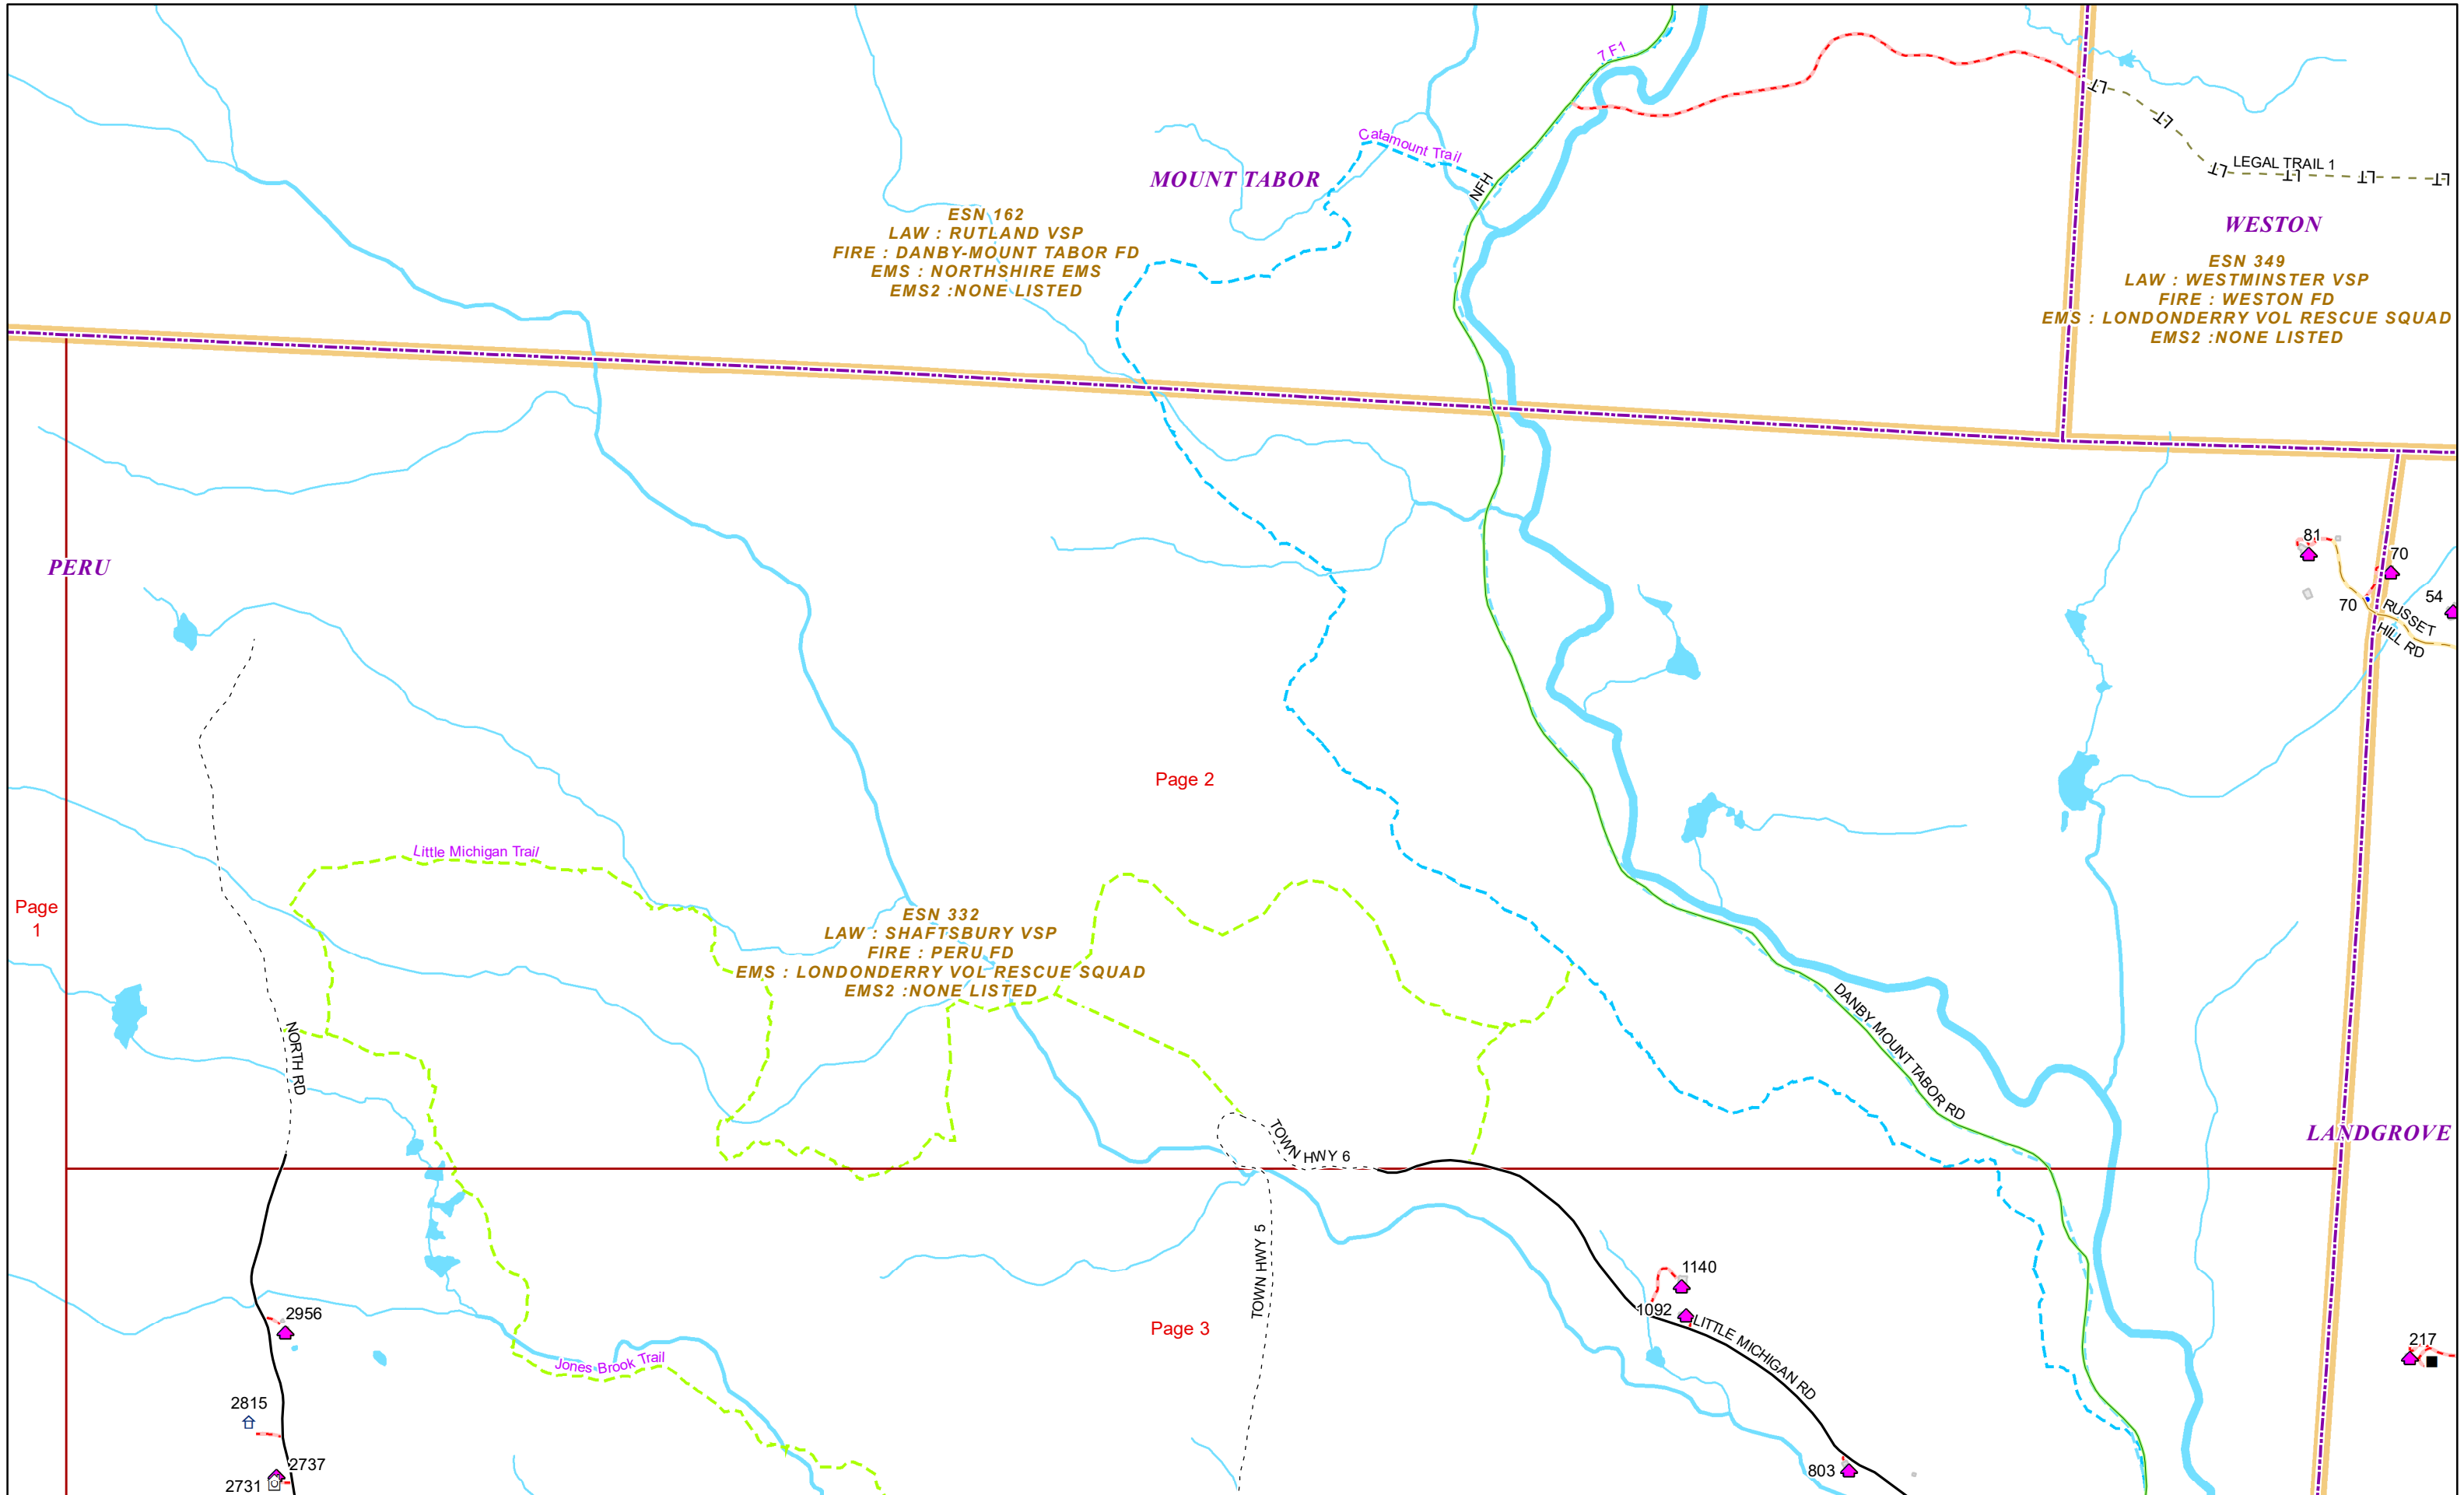 7 F1
Catamount Trail
NFH
MOUNT TABOR
ESN 162
LAW : RUTLAND VSP
FIRE : DANBY-MOUNT TABOR FD
EMS : NORTHSHIRE EMS
EMS2 :NONE LISTED
LT
LT
LT
LEGAL TRAIL 1
LT
LT
LT
WESTON
ESN 349
LAW : WESTMINSTER VSP
FIRE : WESTON FD
EMS : LONDONDERRY VOL RESCUE SQUAD
EMS2 :NONE LISTED
PERU
81
70
70
54
RUSSET
HILL RD
Page 2
Little Michigan Trail
Page
1
ESN 332
LAW : SHAFTSBURY VSP
FIRE : PERU FD
EMS : LONDONDERRY VOL RESCUE SQUAD
EMS2 :NONE LISTED
NORTH RD
DANBY MOUNT TABOR RD
TOWN HWY 6
LANDGROVE
TOWN HWY 5
1140
1092
LITTLE MICHIGAN RD
2956
Page 3
Jones Brook Trail
217
2815
2737
2731
803